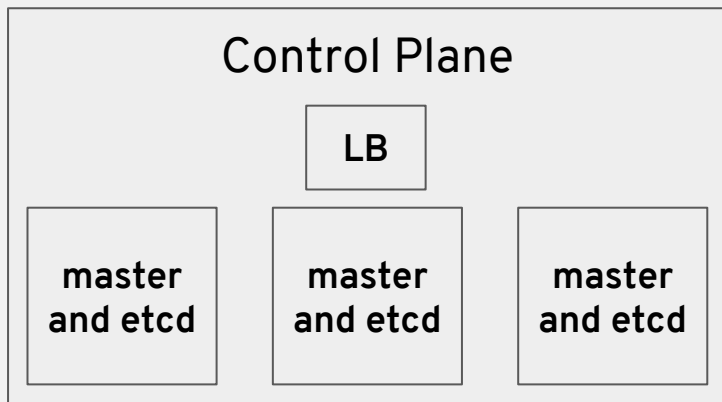 Control Plane
LB
master
and etcd
master
and etcd
master
and etcd